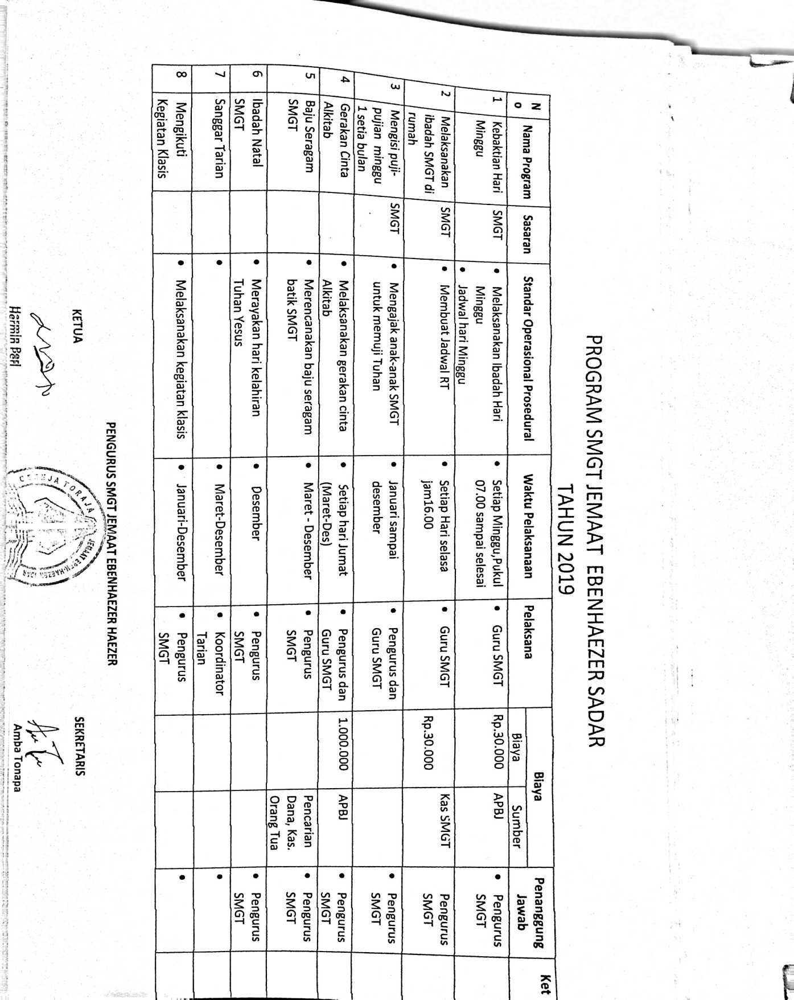 PROGRAM SMGT JEMAAT EBENHAEZER SADAR
TAHUN 2019
N
o
Nama Program
Sasaran
Standar Operasional Prosedural
Waktu Pelaksanaan
Pelaksana
Biaya
Biaya
Sumber
Penanggung
Jawab
Ket
1
Kebaktian Hari
Minggu
SMGT
• Melaksanakan Ibadah Hari
Minggu
• Jadwal hari Minggu
• Setiap Minggu,Pukul
07.00 sampai selesai
• Guru SMGT
Rp.30.000
APBJ
• Pengurus
SMGT
2
Melaksanakan
ibadah SMGT di
rumah
SMGT
• Membuat Jadwal RT
• Setiap Hari selasa
jam16.00
• Guru SMGT
Rp.30.000
Kas SMGT
Pengurus
SMGT
3
Mengisi puji-
pujian minggu
1 setia bulan
SMGT
• Mengajak anak-anak SMGT
untuk memuji Tuhan
• Januari sampai
desember
• Pengurus dan
Guru SMGT
• Pengurus
SMGT
4
Gerakan Cinta
Alkitab
• Melaksanakan gerakan cinta
Alkitab
• Setiap hari Jumat
(Maret-Des)
• Pengurus dan
Guru SMGT
1.000.000
APBJ
• Pengurus
SMGT
5
Baju Seragam
SMGT
• Merencanakan baju seragam
batik SMGT
• Maret - Desember
• Pengurus
SMGT
Pencarian
Dana, Kas.
Orang Tua
• Pengurus
SMGT
6
Ibadah Natal
SMGT
• Merayakan hari kelahiran
Tuhan Yesus
• Desember
• Pengurus
SMGT
• Pengurus
SMGT
7
Sanggar Tarian
•
• Maret-Desember
• Koordinator
Tarian
•
8
Mengikuti
Kegiatan Klasis
• Melaksanakan kegiatan klasis
• Januari-Desember
• Pengurus
SMGT
•
PENGURUS SMGT JEMAAT EBENHAEZER HAEZER
KETUA
SEKRETARIS
GEREJA TORAJA
Hermin
Amba Tonapa